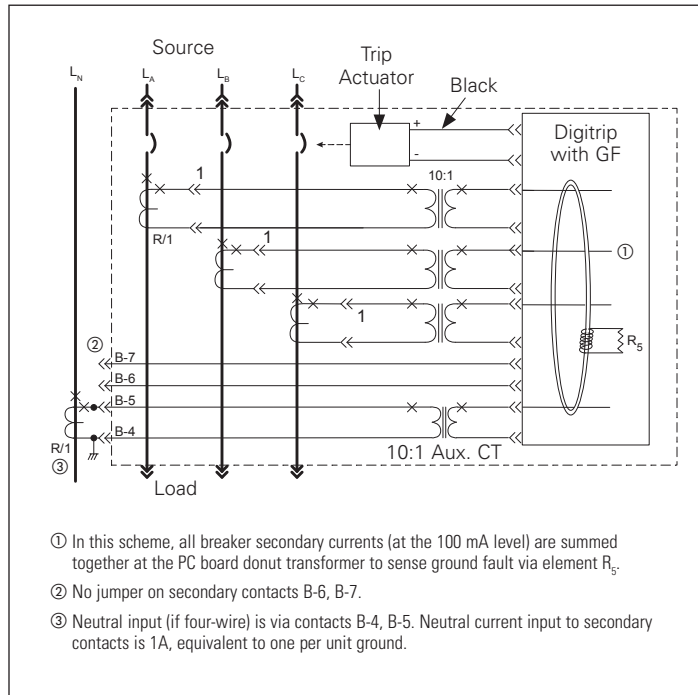 Source
Trip
Actuator
Black
L_N
L_A
L_B
L_C
+
-
Digitrip
with GF
1
10:1
R/1
1
①
1
R₅
②
B-7
B-6
B-5
B-4
R/1
③
10:1 Aux. CT
Load
① In this scheme, all breaker secondary currents (at the 100 mA level) are summed
together at the PC board donut transformer to sense ground fault via element R₅.
② No jumper on secondary contacts B-6, B-7.
③ Neutral input (if four-wire) is via contacts B-4, B-5. Neutral current input to secondary
contacts is 1A, equivalent to one per unit ground.